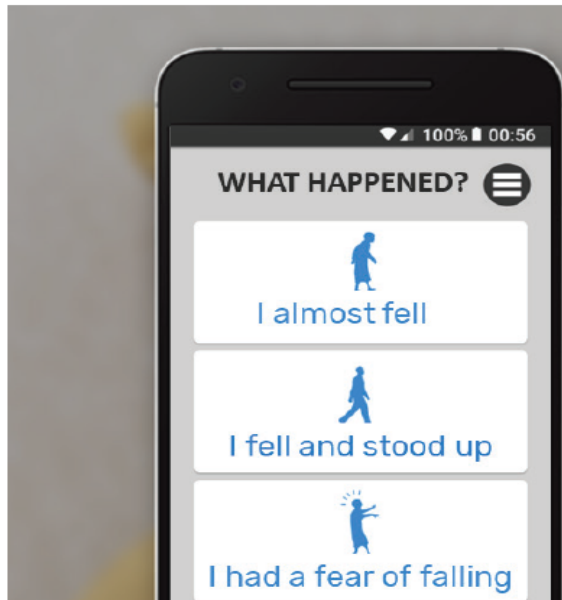 100% 00:56
WHAT HAPPENED?
I almost fell
I fell and stood up
I had a fear of falling